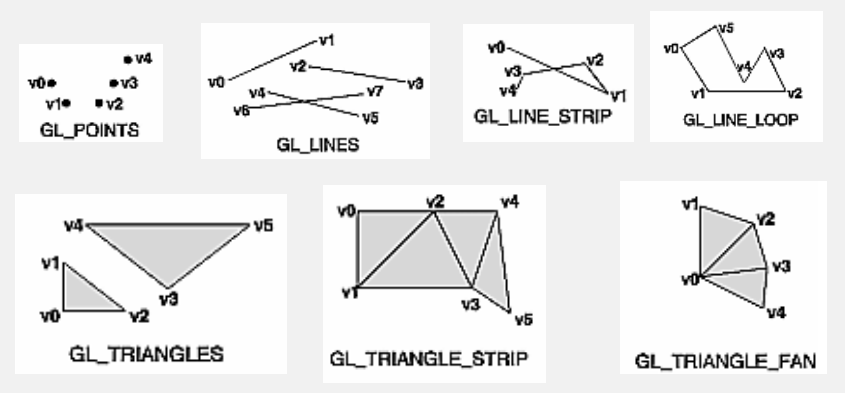 v4
v0 v3
v1 v2
GL_POINTS
v1
v2
v0 v3
v4 v7
v6
v5
GL_LINES
v0
v2
v3
v4
v1
GL_LINE_STRIP
v5
v0
v3
v4
v1 v2
GL_LINE_LOOP
v4 v5
v1
v3
v0 v2
GL_TRIANGLES
v2 v4
v0
v1
v3
v5
GL_TRIANGLE_STRIP
v1
v2
v3
v0
v4
GL_TRIANGLE_FAN